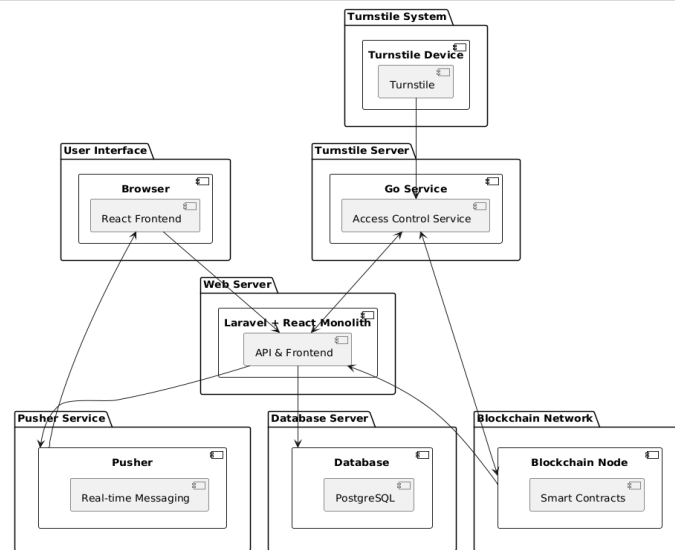 Turnstile System
Turnstile Device
Turnstile
User Interface
Browser
React Frontend
Turnstile Server
Go Service
Access Control Service
Web Server
Laravel + React Monolith
API & Frontend
Pusher Service
Pusher
Real-time Messaging
Database Server
Database
PostgreSQL
Blockchain Network
Blockchain Node
Smart Contracts